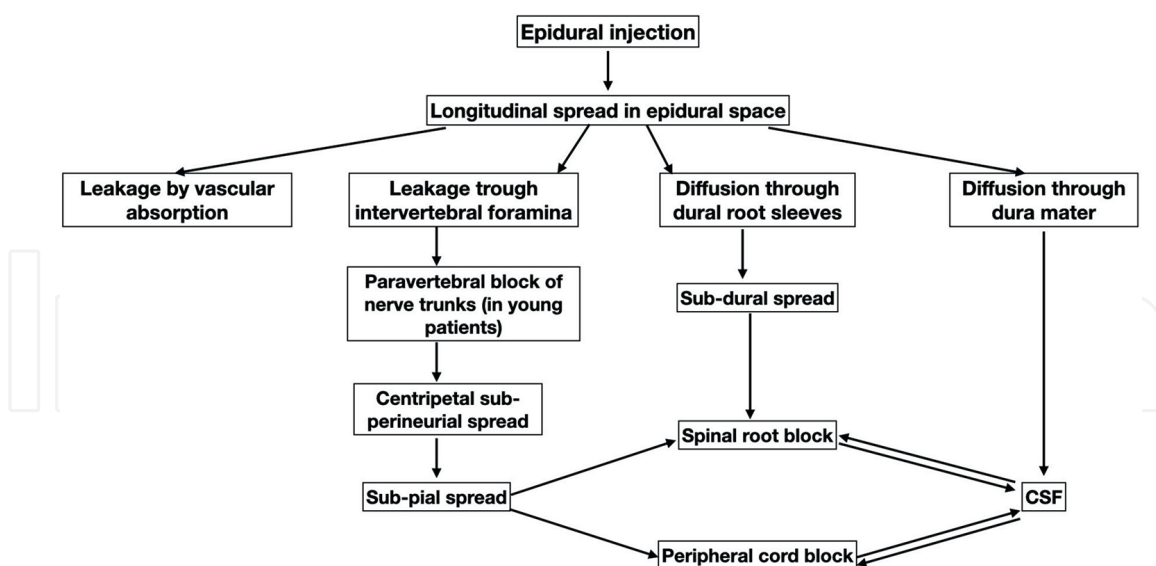 Epidural injection
Longitudinal spread in epidural space
Leakage by vascular
absorption
Leakage trough
intervertebral foramina
Diffusion through
dural root sleeves
Diffusion through
dura mater
Paravertebral block of
nerve trunks (in young
patients)
Sub-dural spread
Centripetal sub-
perineurial spread
Spinal root block
Sub-pial spread
CSF
Peripheral cord block